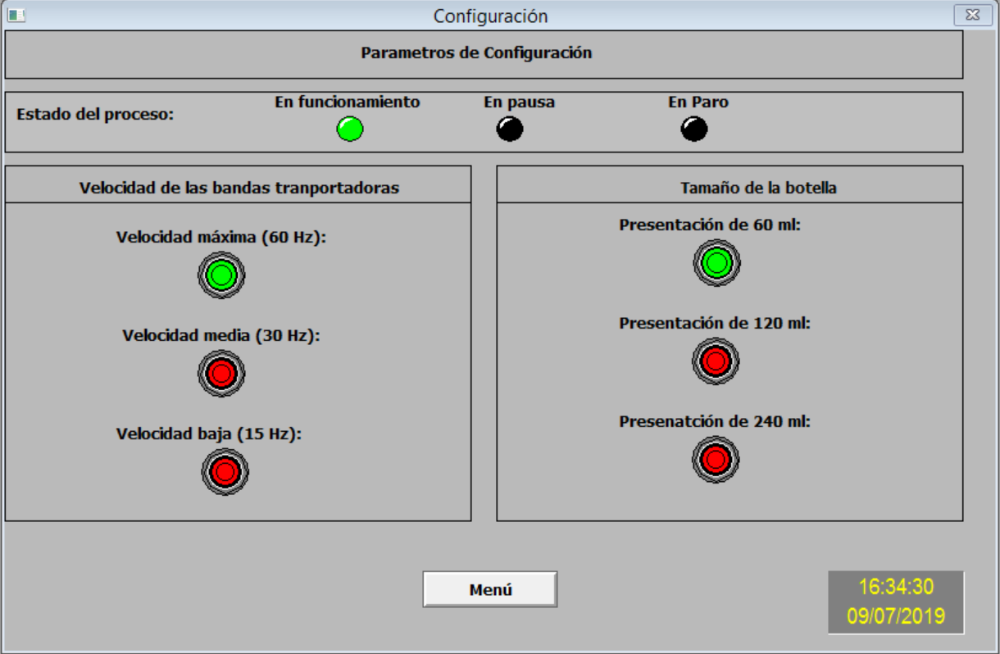 Configuración
Parametros de Configuración
Estado del proceso:
En funcionamiento
En pausa
En Paro
Velocidad de las bandas tranportadoras
Velocidad máxima (60 Hz):
Velocidad media (30 Hz):
Velocidad baja (15 Hz):
Tamaño de la botella
Presentación de 60 ml:
Presentación de 120 ml:
Presenatción de 240 ml:
Menú
16:34:30
09/07/2019